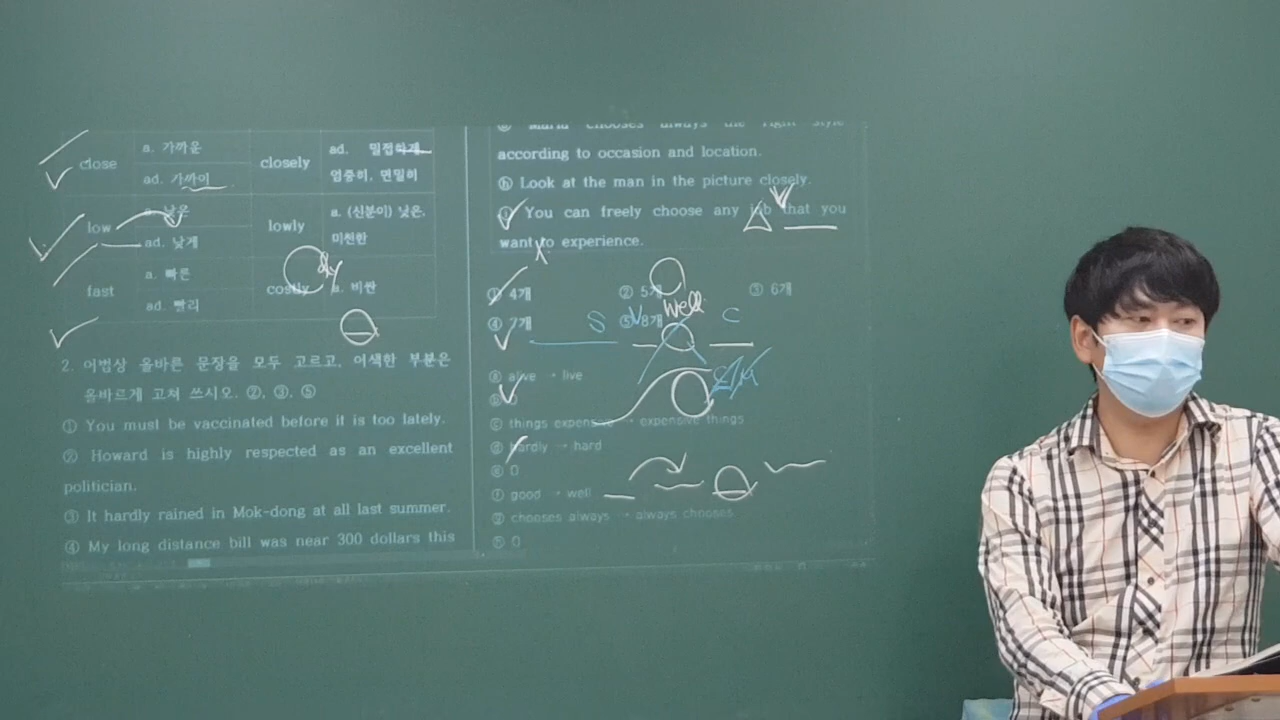 close
a. 가까운
ad. 가까이
closely
ad. 밀접하게,
엄중히, 면밀히
low
a. 낮은
ad. 낮게
lowly
a. (신분이) 낮은,
미천한
fast
a. 빠른
ad. 빨리
costly
a. 비싼
2. 어법상 올바른 문장을 모두 고르고, 어색한 부분은
올바르게 고쳐 쓰시오. ②, ③, ⑤
① You must be vaccinated before it is too lately.
② Howard is highly respected as an excellent
politician.
③ It hardly rained in Mok-dong at all last summer.
④ My long distance bill was near 300 dollars this
ⓖ Maria chooses always the right style
according to occasion and location.
ⓗ Look at the man in the picture closely.
ⓘ You can freely choose any job that you
want to experience.
① 4개 ② 5개 ③ 6개
④ 7개 ⑤ 8개
well
S V C
ⓐ alive → live
ⓒ things expensive → expensive things
ⓓ hardly → hard
ⓔ O
ⓕ good → well
ⓖ chooses always → always chooses